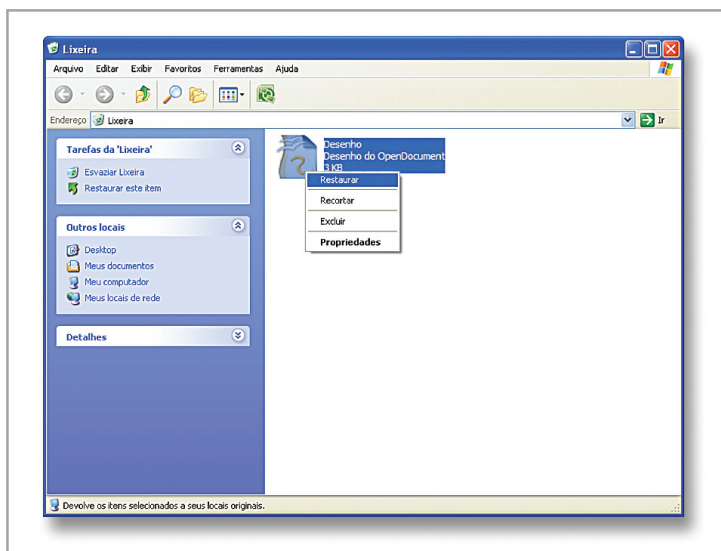 Lixeira
Arquivo Editar Exibir Favoritos Ferramentas Ajuda
Endereço Lixeira Ir
Tarefas da 'Lixeira'
Esvaziar Lixeira
Restaurar este item
Outros locais
Desktop
Meus documentos
Meu computador
Meus locais de rede
Detalhes
Desenho
Desenho do OpenDocument
3 KB
Restaurar
Recortar
Excluir
Propriedades
Devolve os itens selecionados a seus locais originais.